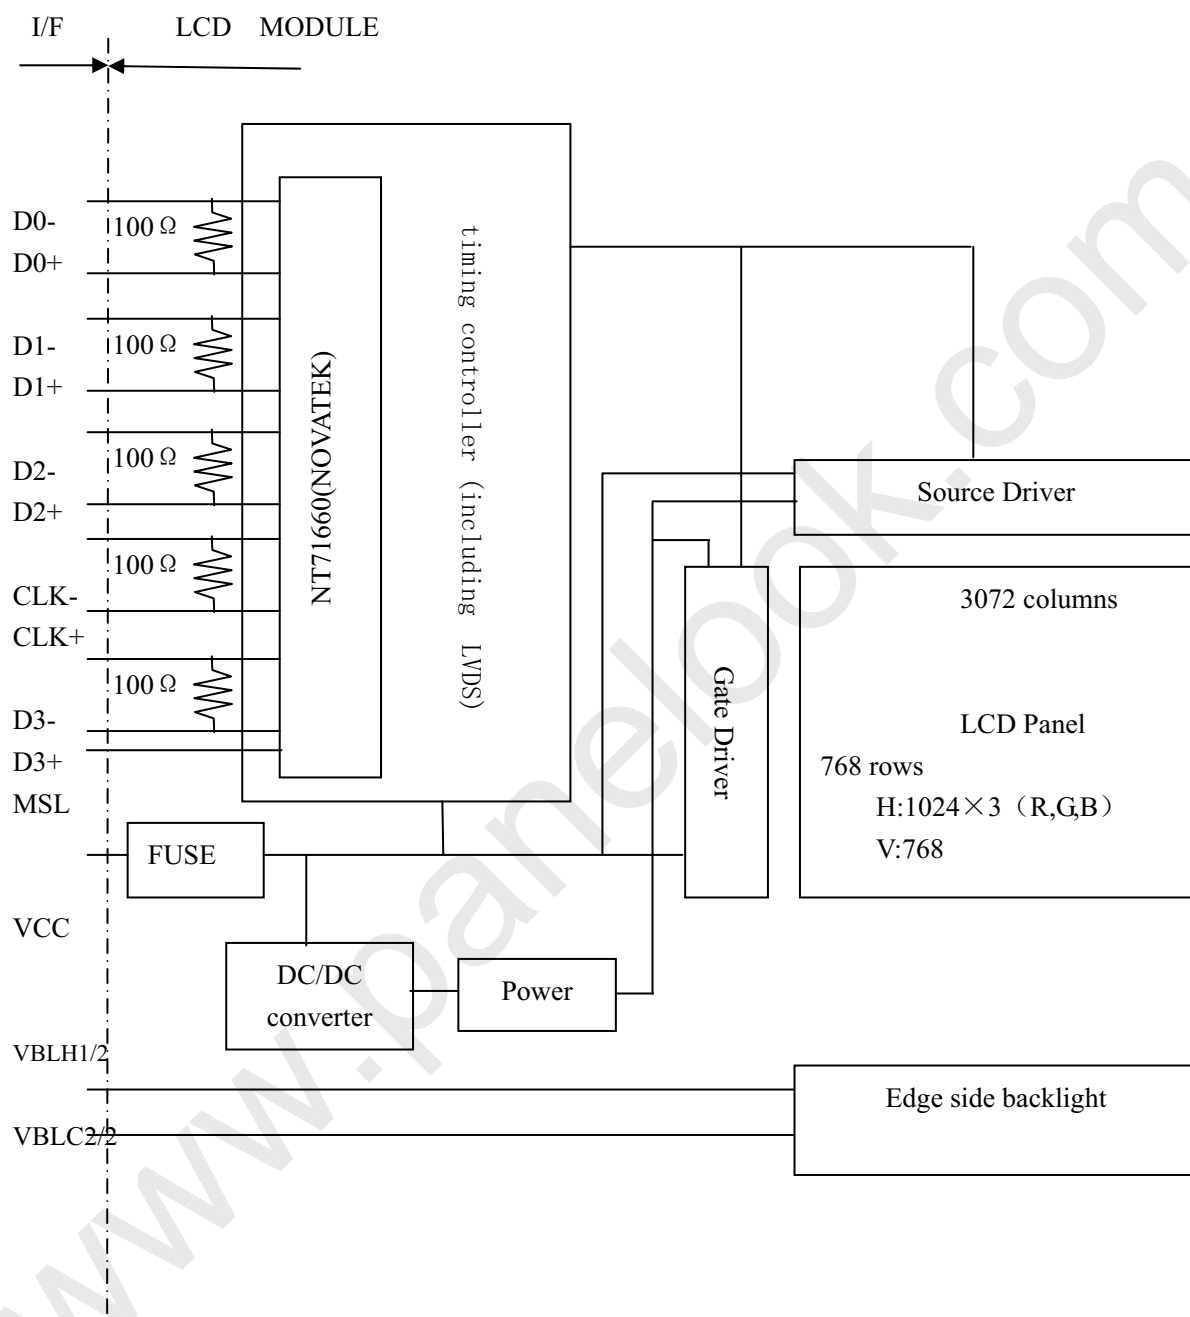 I/F LCD MODULE
D0- 100Ω
D0+
D1- 100Ω
D1+
D2- 100Ω
D2+
100Ω
CLK-
CLK+
100Ω
D3-
D3+
MSL
NT71660(NOVATEK)
timing controller (including LVDS)
Source Driver
Gate Driver
3072 columns
LCD Panel
768 rows
H:1024×3（R,G,B）
V:768
FUSE
VCC
DC/DC
converter
Power
VBLH1/2
VBLC2/2
Edge side backlight
www.panelook.com